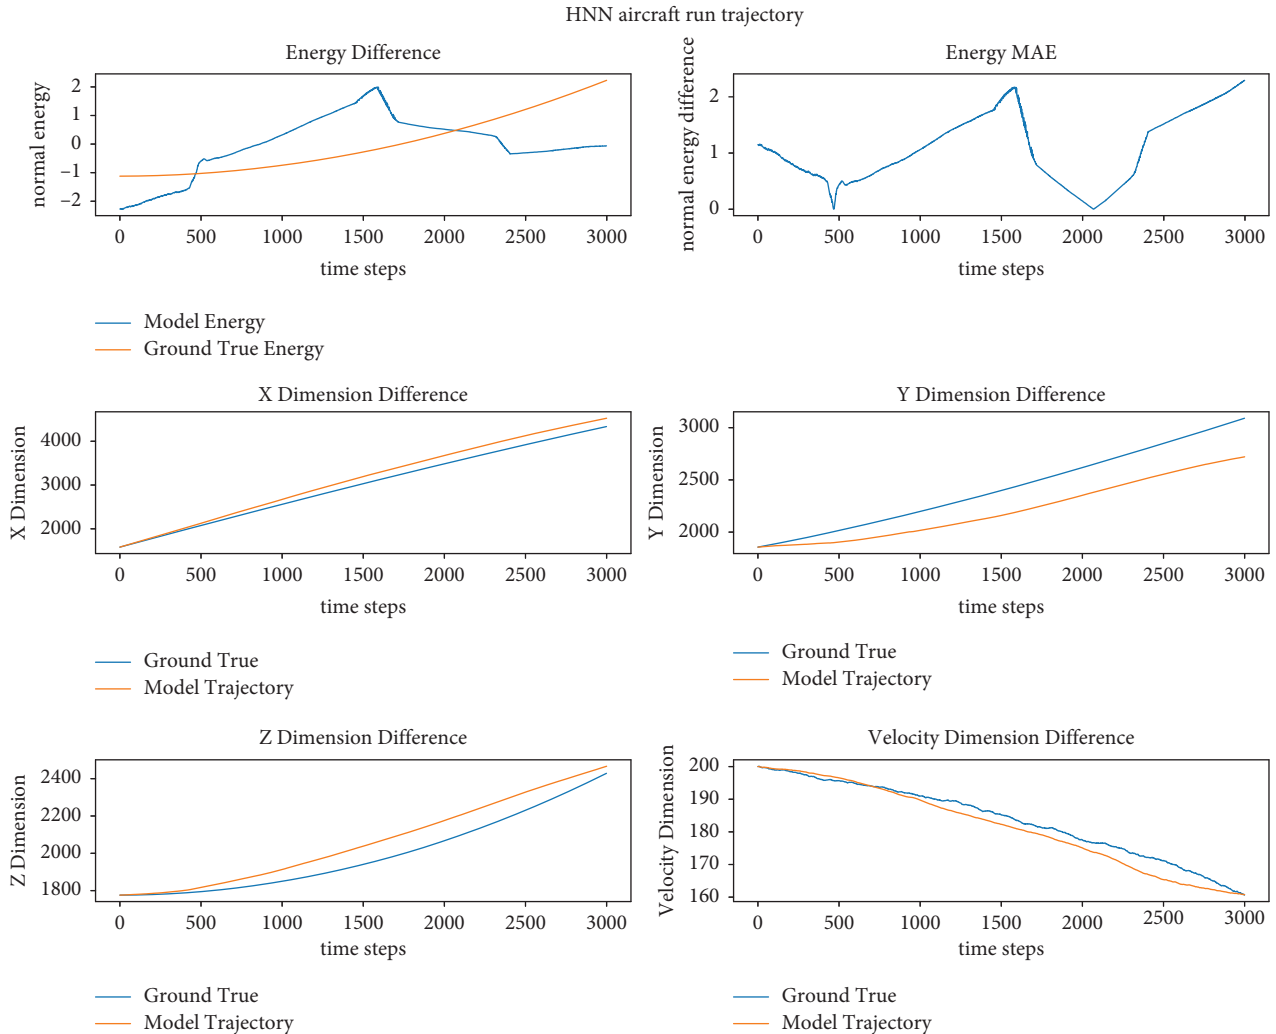 HNN aircraft run trajectory
Energy Difference
normal energy
2
1
0
−1
−2
0 500 1000 1500 2000 2500 3000
time steps
Model Energy
Ground True Energy
Energy MAE
normal energy difference
2
1
0
0 500 1000 1500 2000 2500 3000
time steps
X Dimension Difference
X Dimension
4000
3000
2000
0 500 1000 1500 2000 2500 3000
time steps
Ground True
Model Trajectory
Y Dimension Difference
Y Dimension
3000
2500
2000
0 500 1000 1500 2000 2500 3000
time steps
Ground True
Model Trajectory
Z Dimension Difference
Z Dimension
2400
2200
2000
1800
0 500 1000 1500 2000 2500 3000
time steps
Ground True
Model Trajectory
Velocity Dimension Difference
Velocity Dimension
200
190
180
170
160
0 500 1000 1500 2000 2500 3000
time steps
Ground True
Model Trajectory